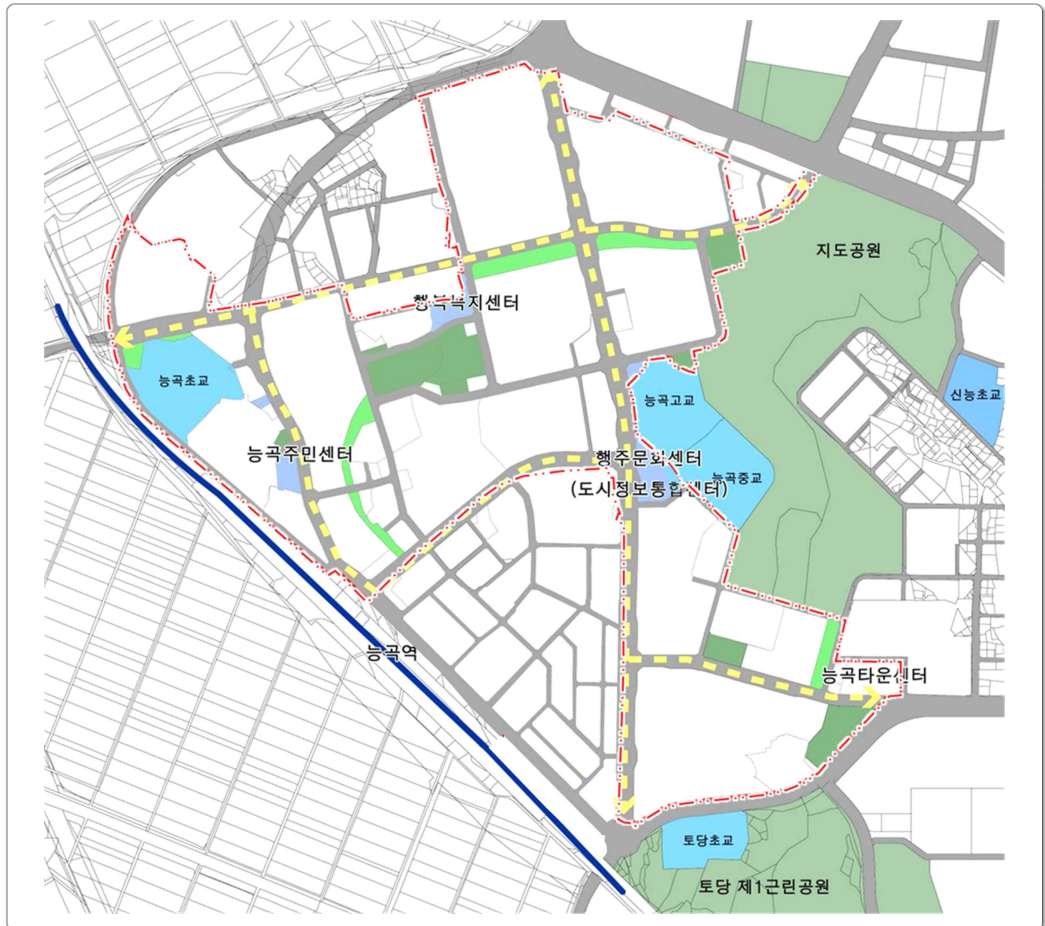 지도공원
행복복지센터
능곡초교
신능초교
능곡고교
능곡주민센터
행주문화센터
능곡중교
(도시정보통합센터)
능곡역
능곡타운센터
토당초교
토당 제1근린공원